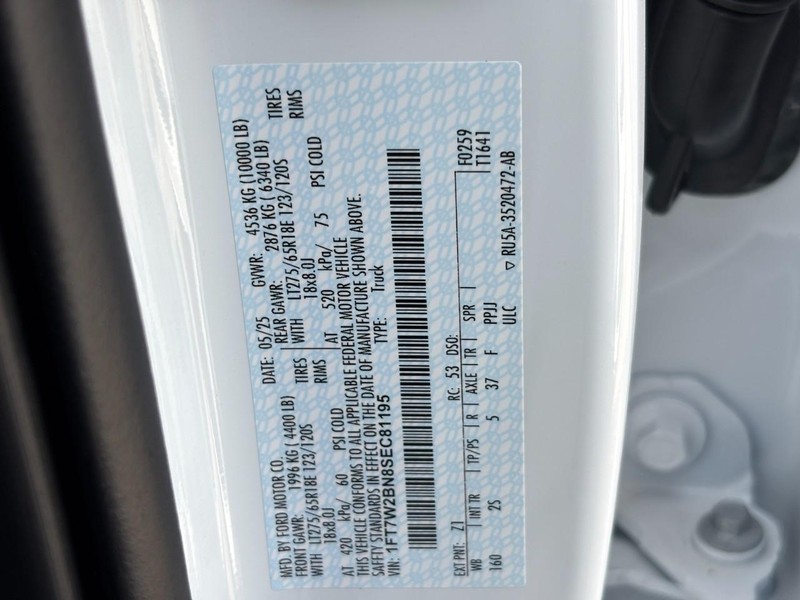 MFD. BY FORD MOTOR CO.
DATE: 05/25 GVWR: 4536 KG (10000 LB)
FRONT GAWR: 1996 KG ( 4400 LB) REAR GAWR: 2876 KG ( 6340 LB)
WITH LT275/65R18E 123/120S TIRES WITH LT275/65R18E 123/120S TIRES
18x8.0J RIMS 18x8.0J RIMS
AT 420 kPa/ 60 PSI COLD AT 520 kPa/ 75 PSI COLD
THIS VEHICLE CONFORMS TO ALL APPLICABLE FEDERAL MOTOR VEHICLE
SAFETY STANDARDS IN EFFECT ON THE DATE OF MANUFACTURE SHOWN ABOVE.
VIN: 1FT7W2BN8SEC81195 TYPE: Truck
F0259
EXT PNT: Z1 RC: 53 DSO: T1641
WB INT TR TP/PS R AXLE TR SPR
160 2S 5 37 F PPJJ
ULC
▽ RU5A-3520472-AB